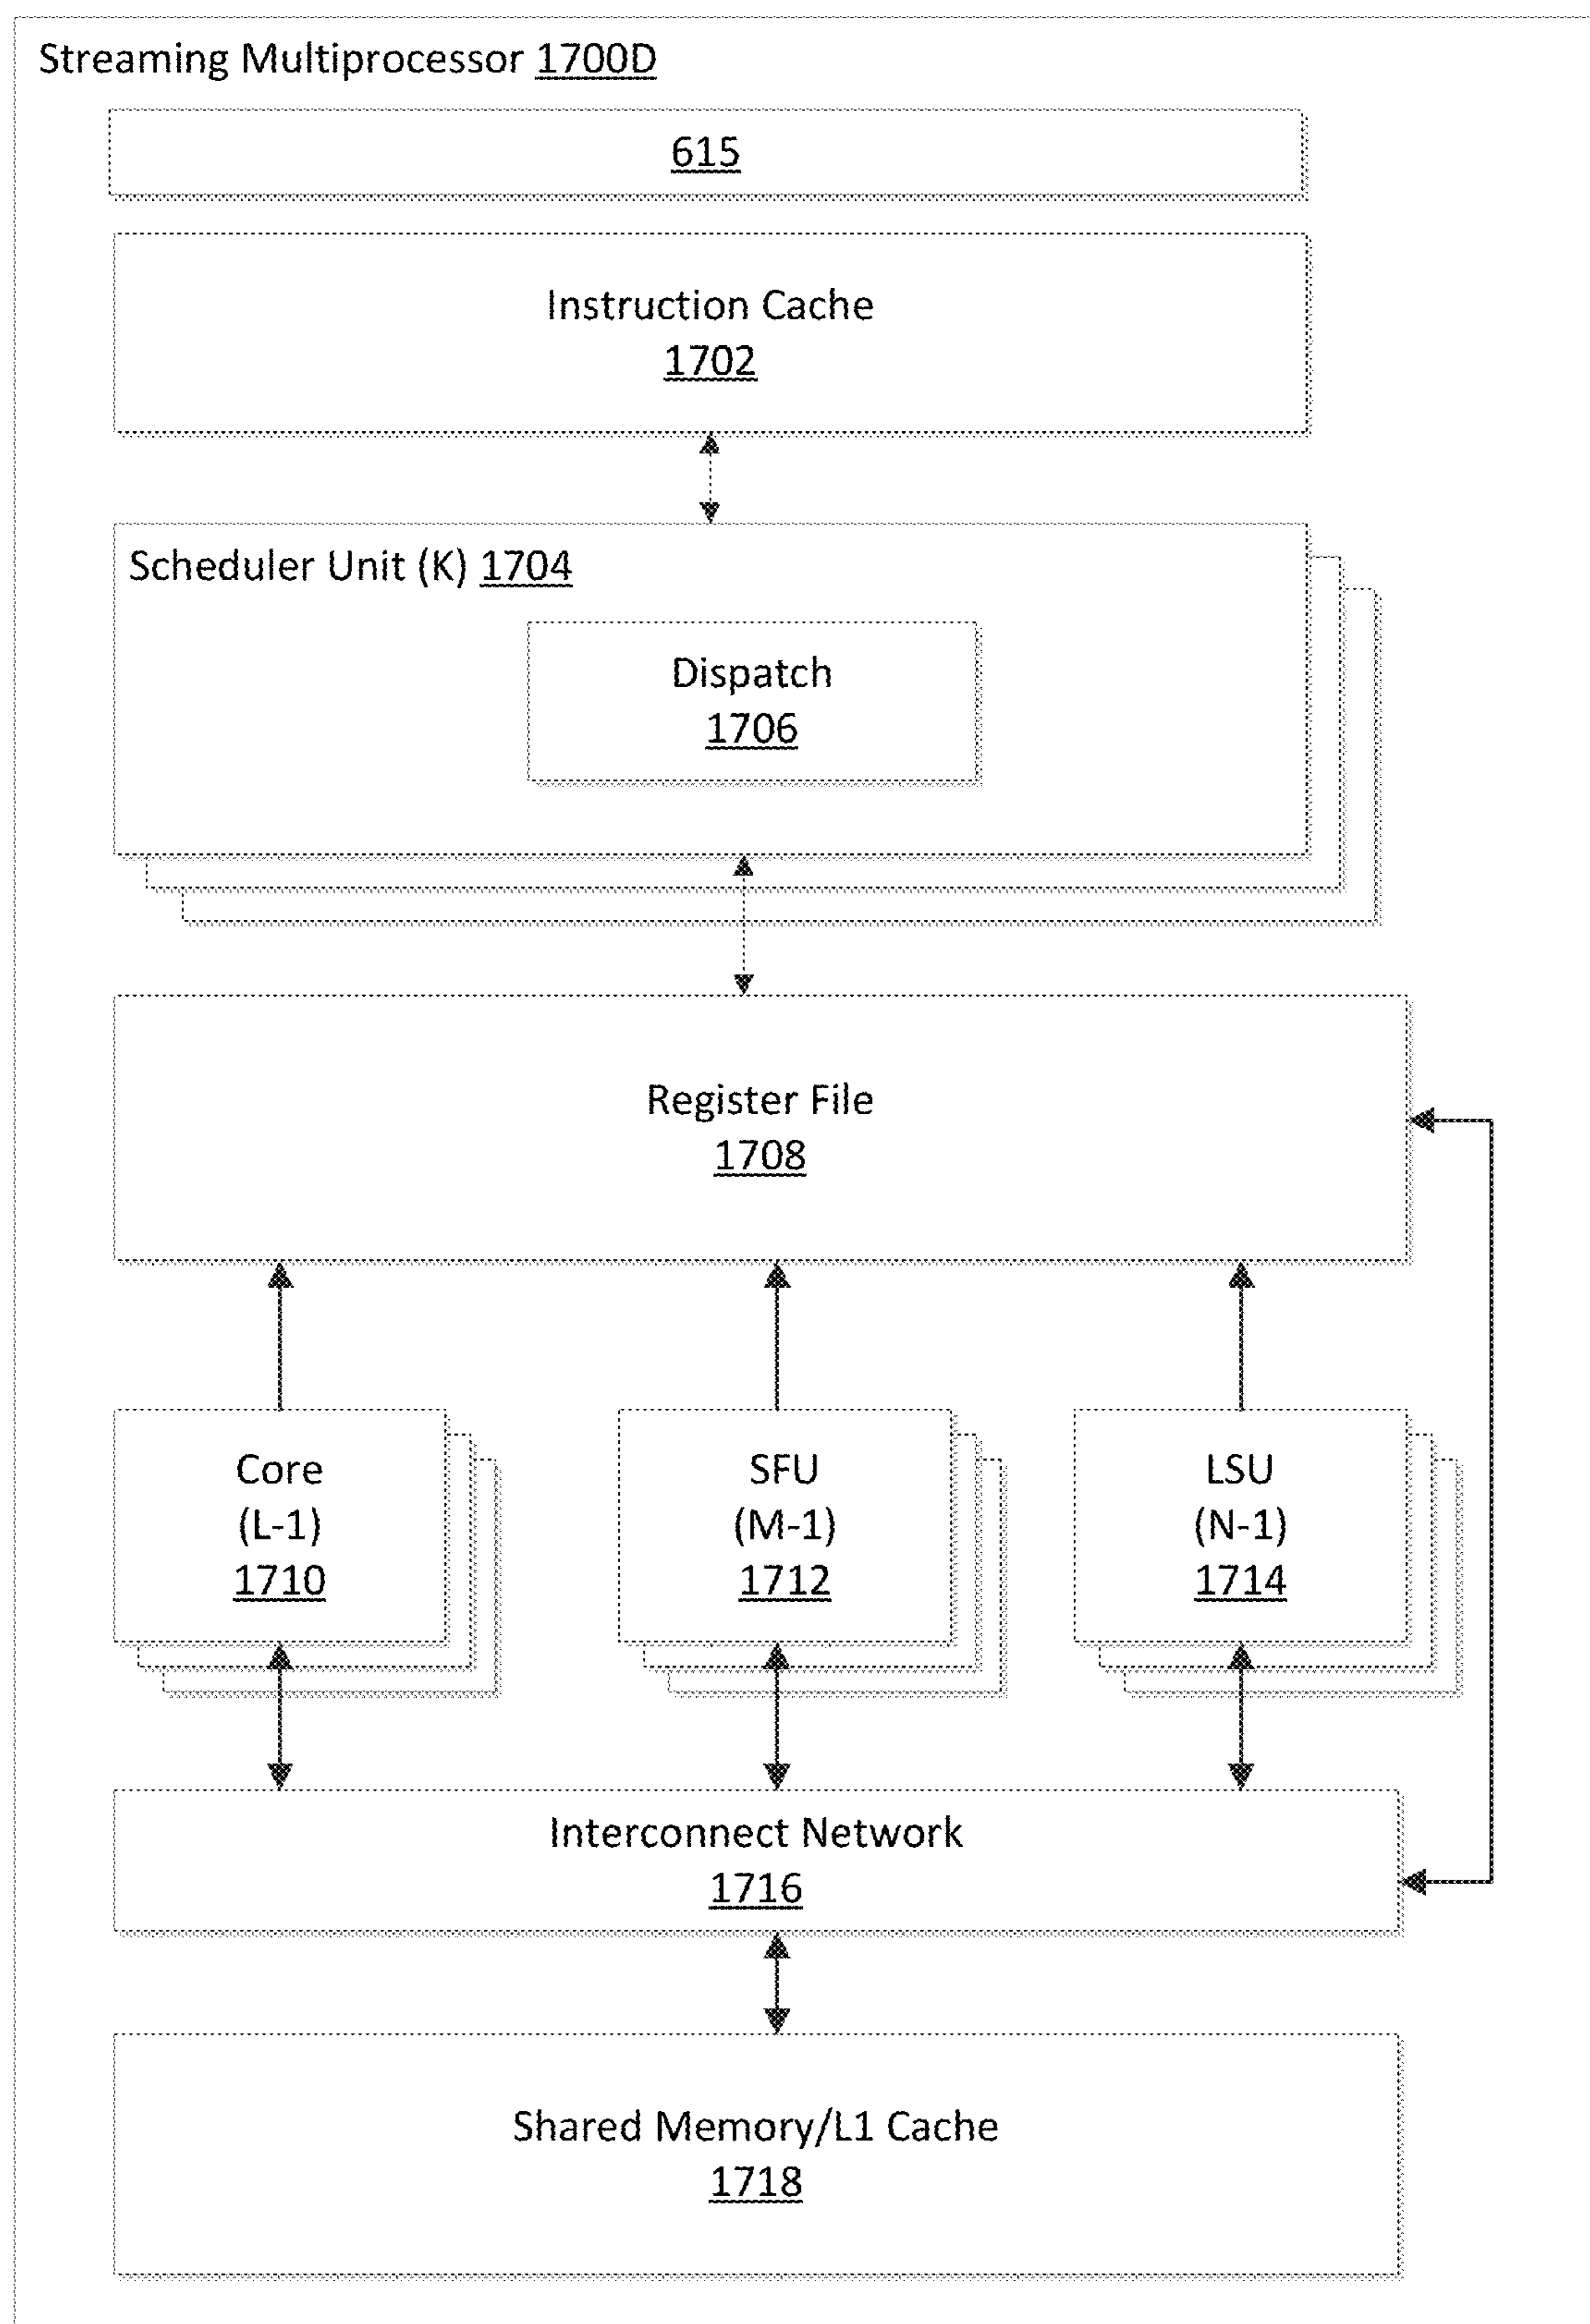 Streaming Multiprocessor 1700D
615
Instruction Cache
1702
Scheduler Unit (K) 1704
Dispatch
1706
Register File
1708
Core
(L-1)
1710
SFU
(M-1)
1712
LSU
(N-1)
1714
Interconnect Network
1716
Shared Memory/L1 Cache
1718